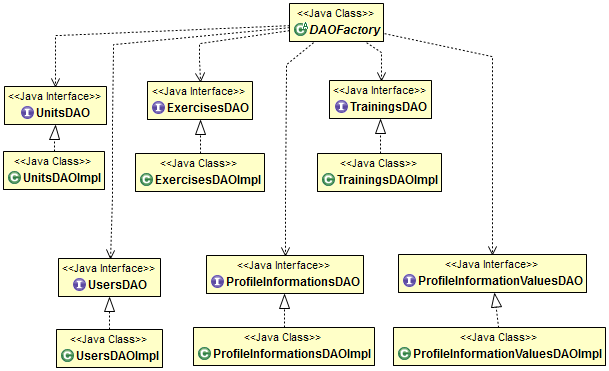 <<Java Class>>
DAOFactory
<<Java Interface>>
UnitsDAO
<<Java Interface>>
ExercisesDAO
<<Java Interface>>
TrainingsDAO
<<Java Class>>
UnitsDAOImpl
<<Java Class>>
ExercisesDAOImpl
<<Java Class>>
TrainingsDAOImpl
<<Java Interface>>
UsersDAO
<<Java Interface>>
ProfileInformationsDAO
<<Java Interface>>
ProfileInformationValuesDAO
<<Java Class>>
UsersDAOImpl
<<Java Class>>
ProfileInformationsDAOImpl
<<Java Class>>
ProfileInformationValuesDAOImpl